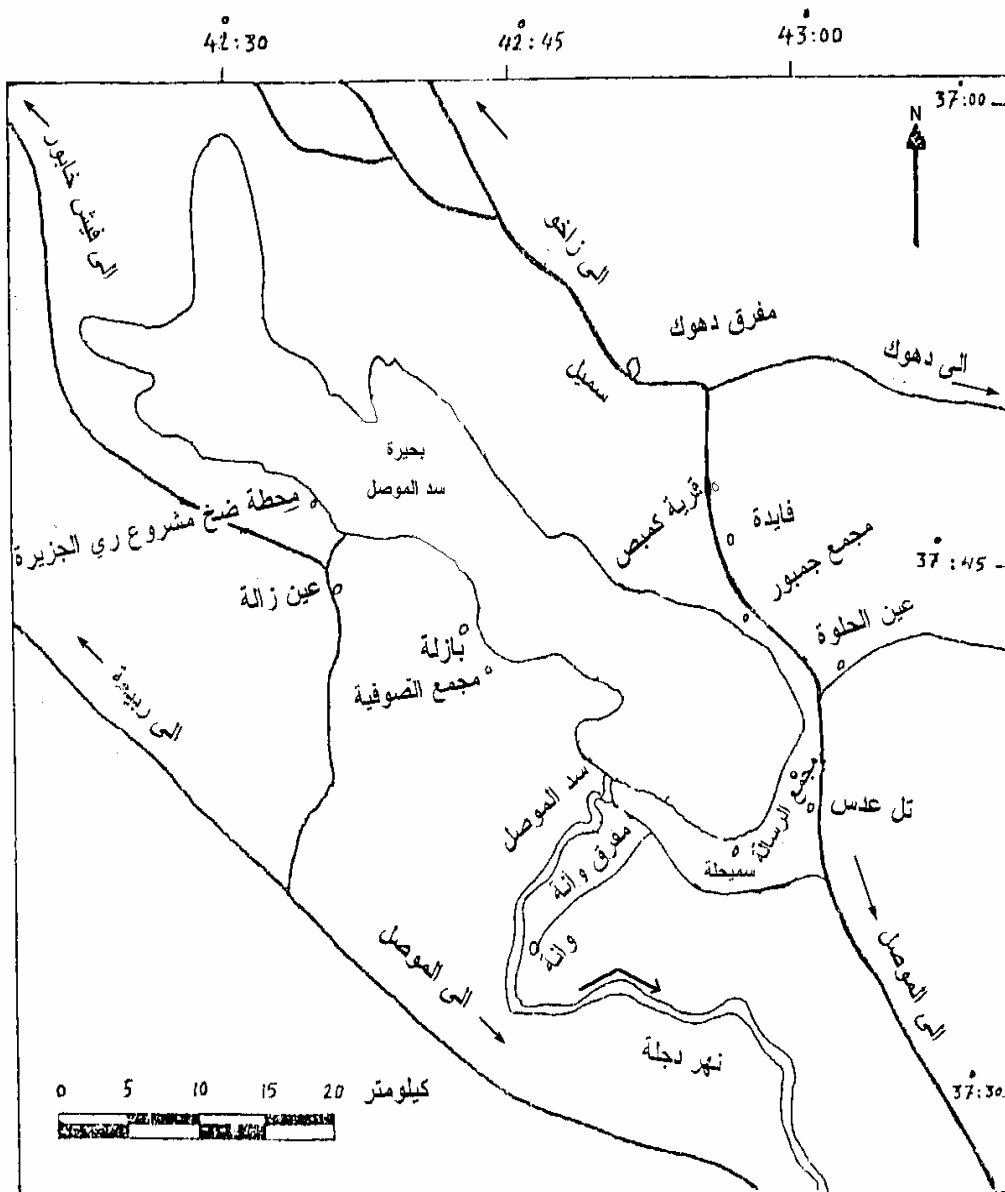 42:30
42:45
43:00
37:00
N
الى فيش خابور
الى زاخو
مفرق دهوك
الى دهوك
سميل
بحيرة
سد الموصل
قرية كمبص
فايدة
محطة ضخ مشروع ري الجزيرة
مجمع جمبور
37:45
عين زالة
عين الحلوة
بازلة
مجمع الصوفية
الى ربيعة
سد الموصل
مجمع الرسالة
تل عدس
مفرق وانة
سميحلة
وانة
الى الموصل
الى الموصل
نهر دجلة
37:30
0 5 10 15 20 كيلومتر